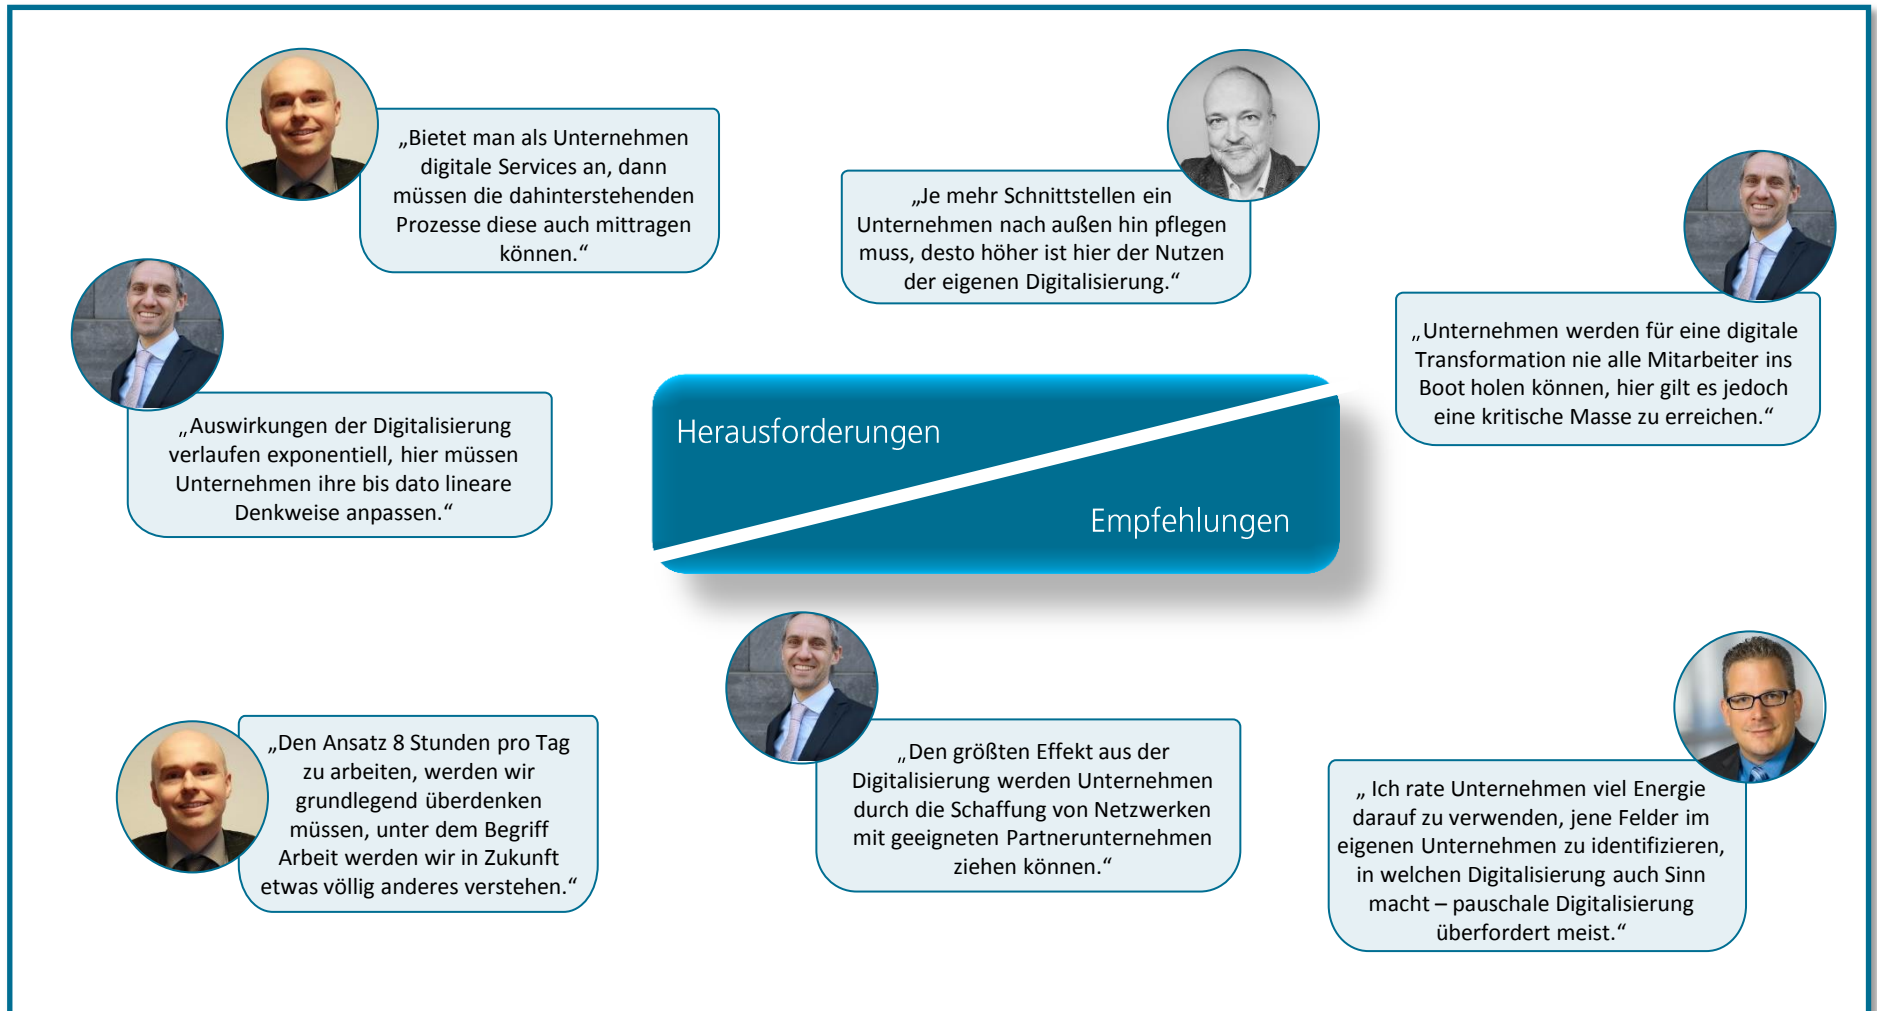 „Bietet man als Unternehmen
digitale Services an, dann
müssen die dahinterstehenden
Prozesse diese auch mittragen
können.“
„Je mehr Schnittstellen ein
Unternehmen nach außen hin pflegen
muss, desto höher ist hier der Nutzen
der eigenen Digitalisierung.“
„Unternehmen werden für eine digitale
Transformation nie alle Mitarbeiter ins
Boot holen können, hier gilt es jedoch
eine kritische Masse zu erreichen.“
„Auswirkungen der Digitalisierung
verlaufen exponentiell, hier müssen
Unternehmen ihre bis dato lineare
Denkweise anpassen.“
Herausforderungen
Empfehlungen
„Den Ansatz 8 Stunden pro Tag
zu arbeiten, werden wir
grundlegend überdenken
müssen, unter dem Begriff
Arbeit werden wir in Zukunft
etwas völlig anderes verstehen.“
„Den größten Effekt aus der
Digitalisierung werden Unternehmen
durch die Schaffung von Netzwerken
mit geeigneten Partnerunternehmen
ziehen können.“
„ Ich rate Unternehmen viel Energie
darauf zu verwenden, jene Felder im
eigenen Unternehmen zu identifizieren,
in welchen Digitalisierung auch Sinn
macht – pauschale Digitalisierung
überfordert meist.“